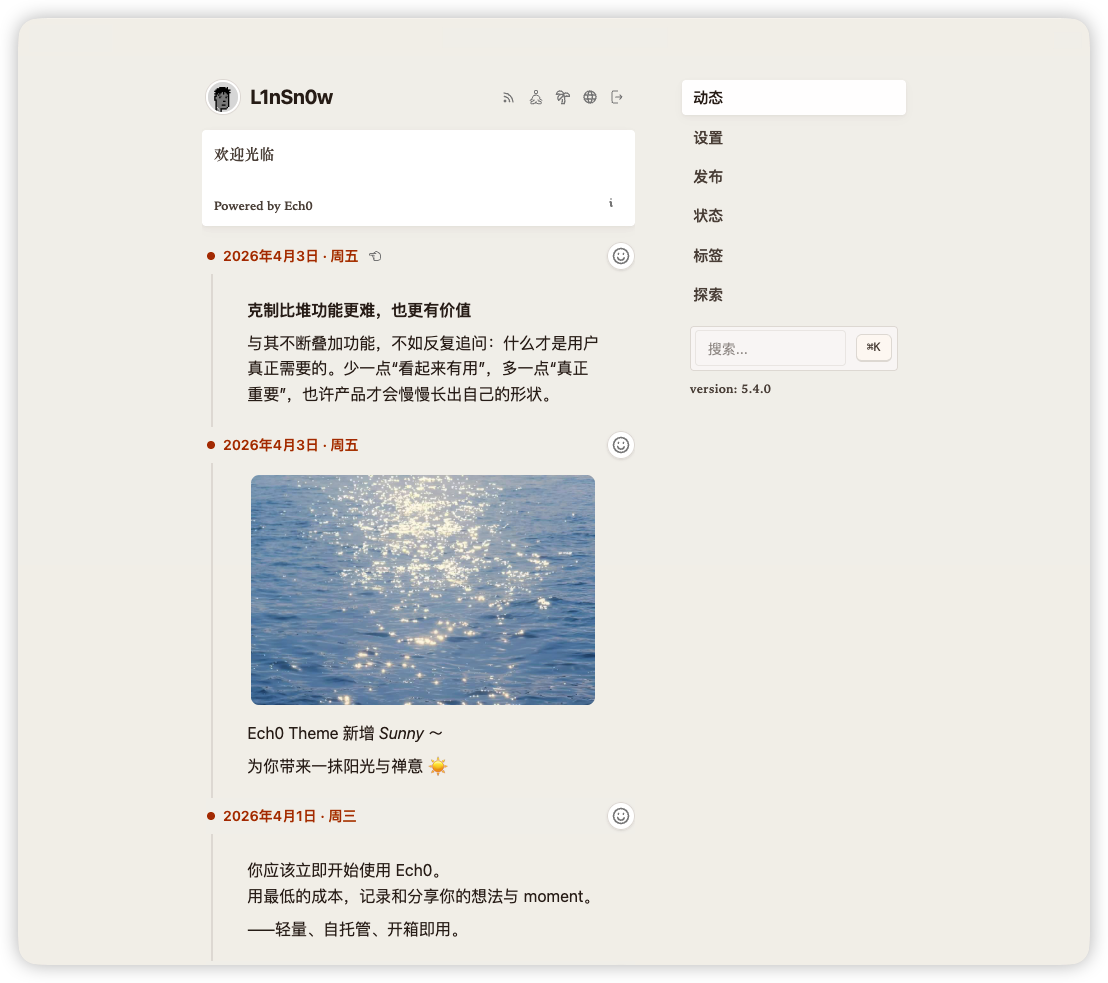 L1nSn0w
欢迎光临
Powered by Ech0
i
2026年4月3日 · 周五
克制比堆功能更难，也更有价值
与其不断叠加功能，不如反复追问：什么才是用户
真正需要的。少一点“看起来有用”，多一点“真正
重要”，也许产品才会慢慢长出自己的形状。
2026年4月3日 · 周五
Ech0 Theme 新增 Sunny ～
为你带来一抹阳光与禅意 ☀️
2026年4月1日 · 周三
你应该立即开始使用 Ech0。
用最低的成本，记录和分享你的想法与 moment。
——轻量、自托管、开箱即用。
动态
设置
发布
状态
标签
探索
搜索...
⌘K
version: 5.4.0